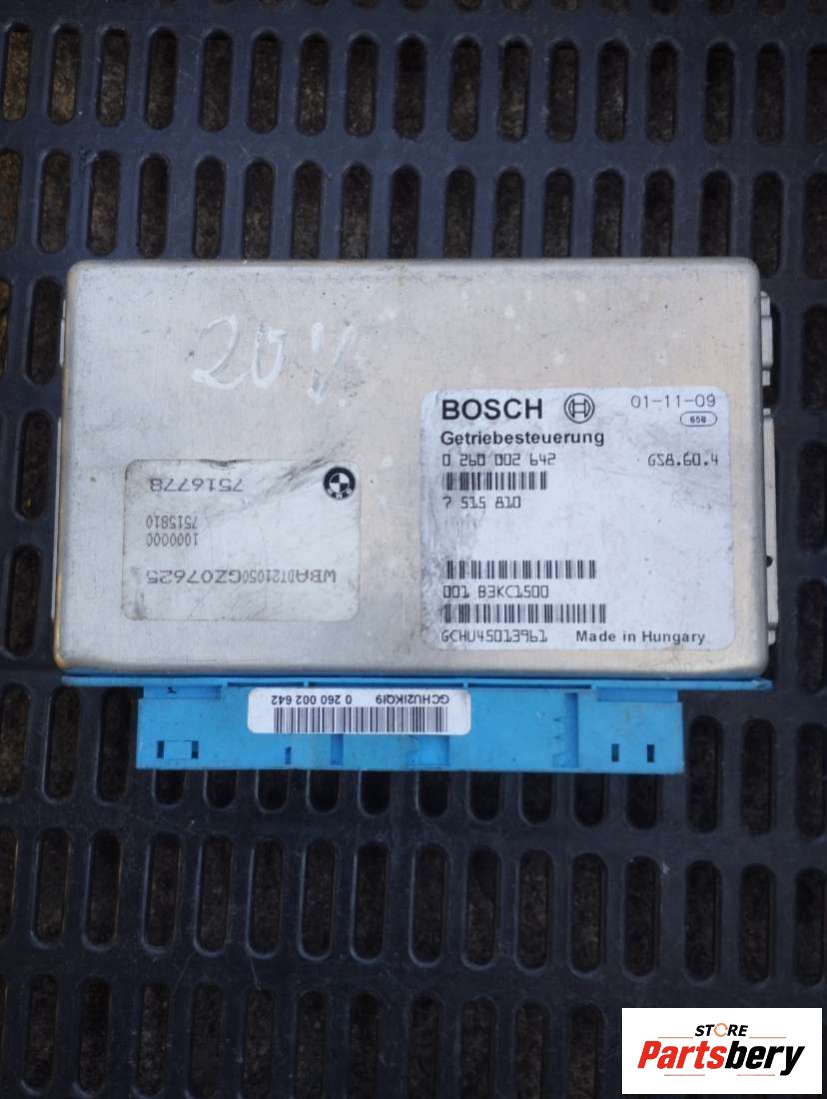 20 V
BOSCH
01-11-09
658
Getriebesteuerung
0 260 002 642
GS8.60.4
7 515 810
001 B3KC1500
GCHU45013961
Made in Hungary
7516778
7515810
1000000
WBADT21050GZ07625
GCHU2IKQI9
0 260 002 642
STORE
Partsbery